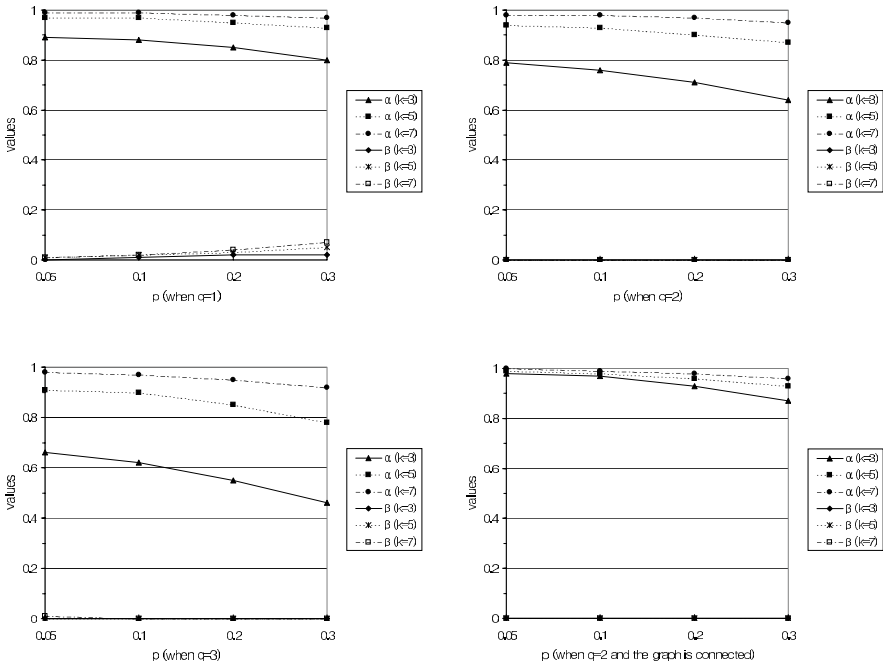 1
0.8
0.6
0.4
0.2
0
values
0.05 0.1 0.2 0.3
p (when q=1)
α (k=3)
α (k=5)
α (k=7)
β (k=3)
β (k=5)
β (k=7)
1
0.8
0.6
0.4
0.2
0
values
0.05 0.1 0.2 0.3
p (when q=2)
α (k=3)
α (k=5)
α (k=7)
β (k=3)
β (k=5)
β (k=7)
1
0.8
0.6
0.4
0.2
0
values
0.05 0.1 0.2 0.3
p (when q=3)
α (k=3)
α (k=5)
α (k=7)
β (k=3)
β (k=5)
β (k=7)
1
0.8
0.6
0.4
0.2
0
values
0.05 0.1 0.2 0.3
p (when q=2 and the graph is connected)
α (k=3)
α (k=5)
α (k=7)
β (k=3)
β (k=5)
β (k=7)